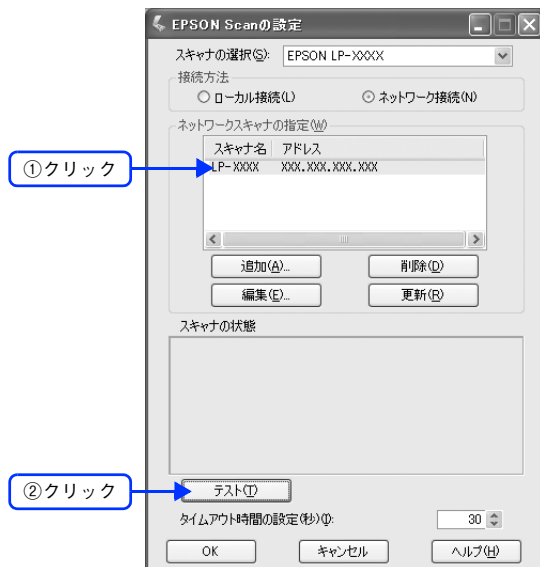 EPSON Scanの設定
スキャナの選択(S): EPSON LP-XXXX
接続方法
ローカル接続(L) ネットワーク接続(N)
ネットワークスキャナの指定(W)
スキャナ名 アドレス
①クリック
LP-XXXX XXX.XXX.XXX.XXX
追加(A)... 削除(D)
編集(E)... 更新(R)
スキャナの状態
②クリック
テスト(T)
タイムアウト時間の設定(秒)(I): 30
OK キャンセル ヘルプ(H)